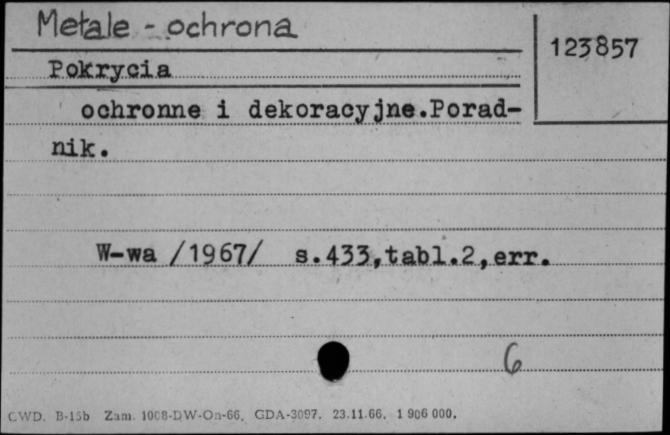 Metale - ochrona
123857
Pokrycia
ochronne i dekoracyjne.Porad-
nik.
W-wa /1967/ s.433,tabl.2,err.
6
CWD. B-15b Zam. 1008-DW-On-66. GDA-3097. 23.11.66. 1 906 000.